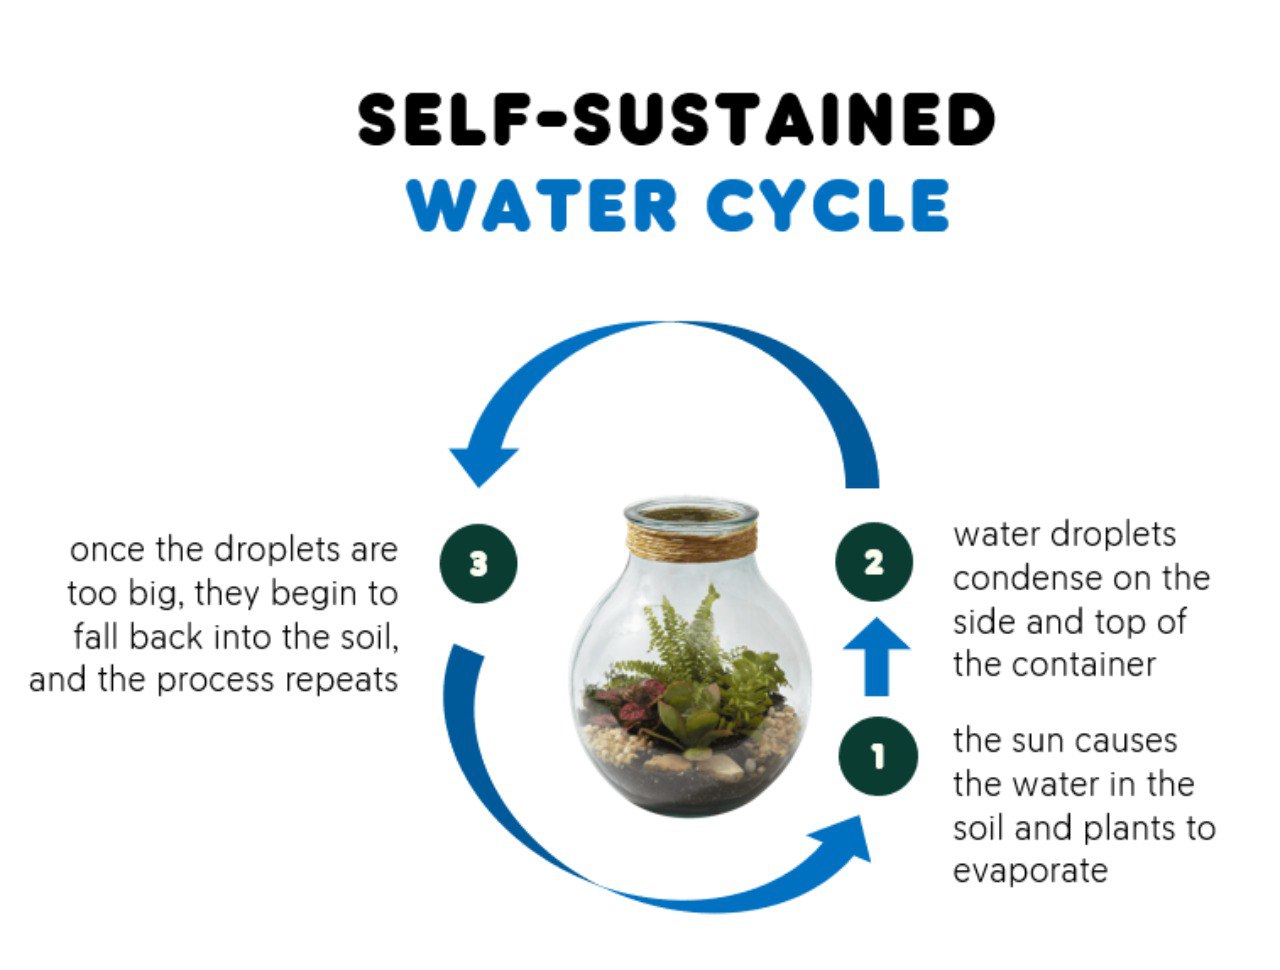 SELF-SUSTAINED
WATER CYCLE
3
once the droplets are
too big, they begin to
fall back into the soil,
and the process repeats
2
water droplets
condense on the
side and top of
the container
1
the sun causes
the water in the
soil and plants to
evaporate